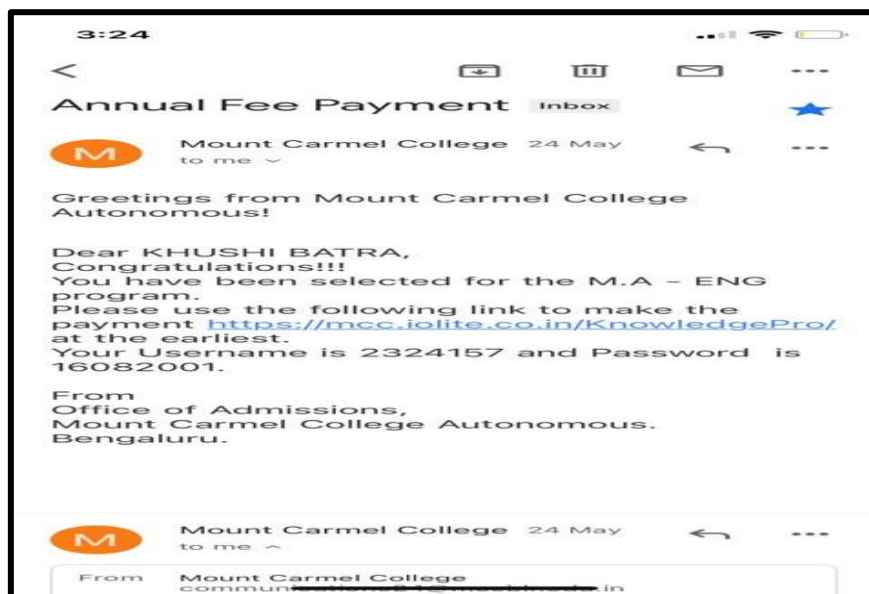 3:24
Annual Fee Payment Inbox
M
Mount Carmel College 24 May
to me
Greetings from Mount Carmel College
Autonomous!
Dear KHUSHI BATRA,
Congratulations!!!
You have been selected for the M.A – ENG
program.
Please use the following link to make the
payment https://mcc.iolite.co.in/KnowledgePro/
at the earliest.
Your Username is 2324157 and Password is
16082001.
From
Office of Admissions,
Mount Carmel College Autonomous.
Bengaluru.
M
Mount Carmel College 24 May
to me
From Mount Carmel College